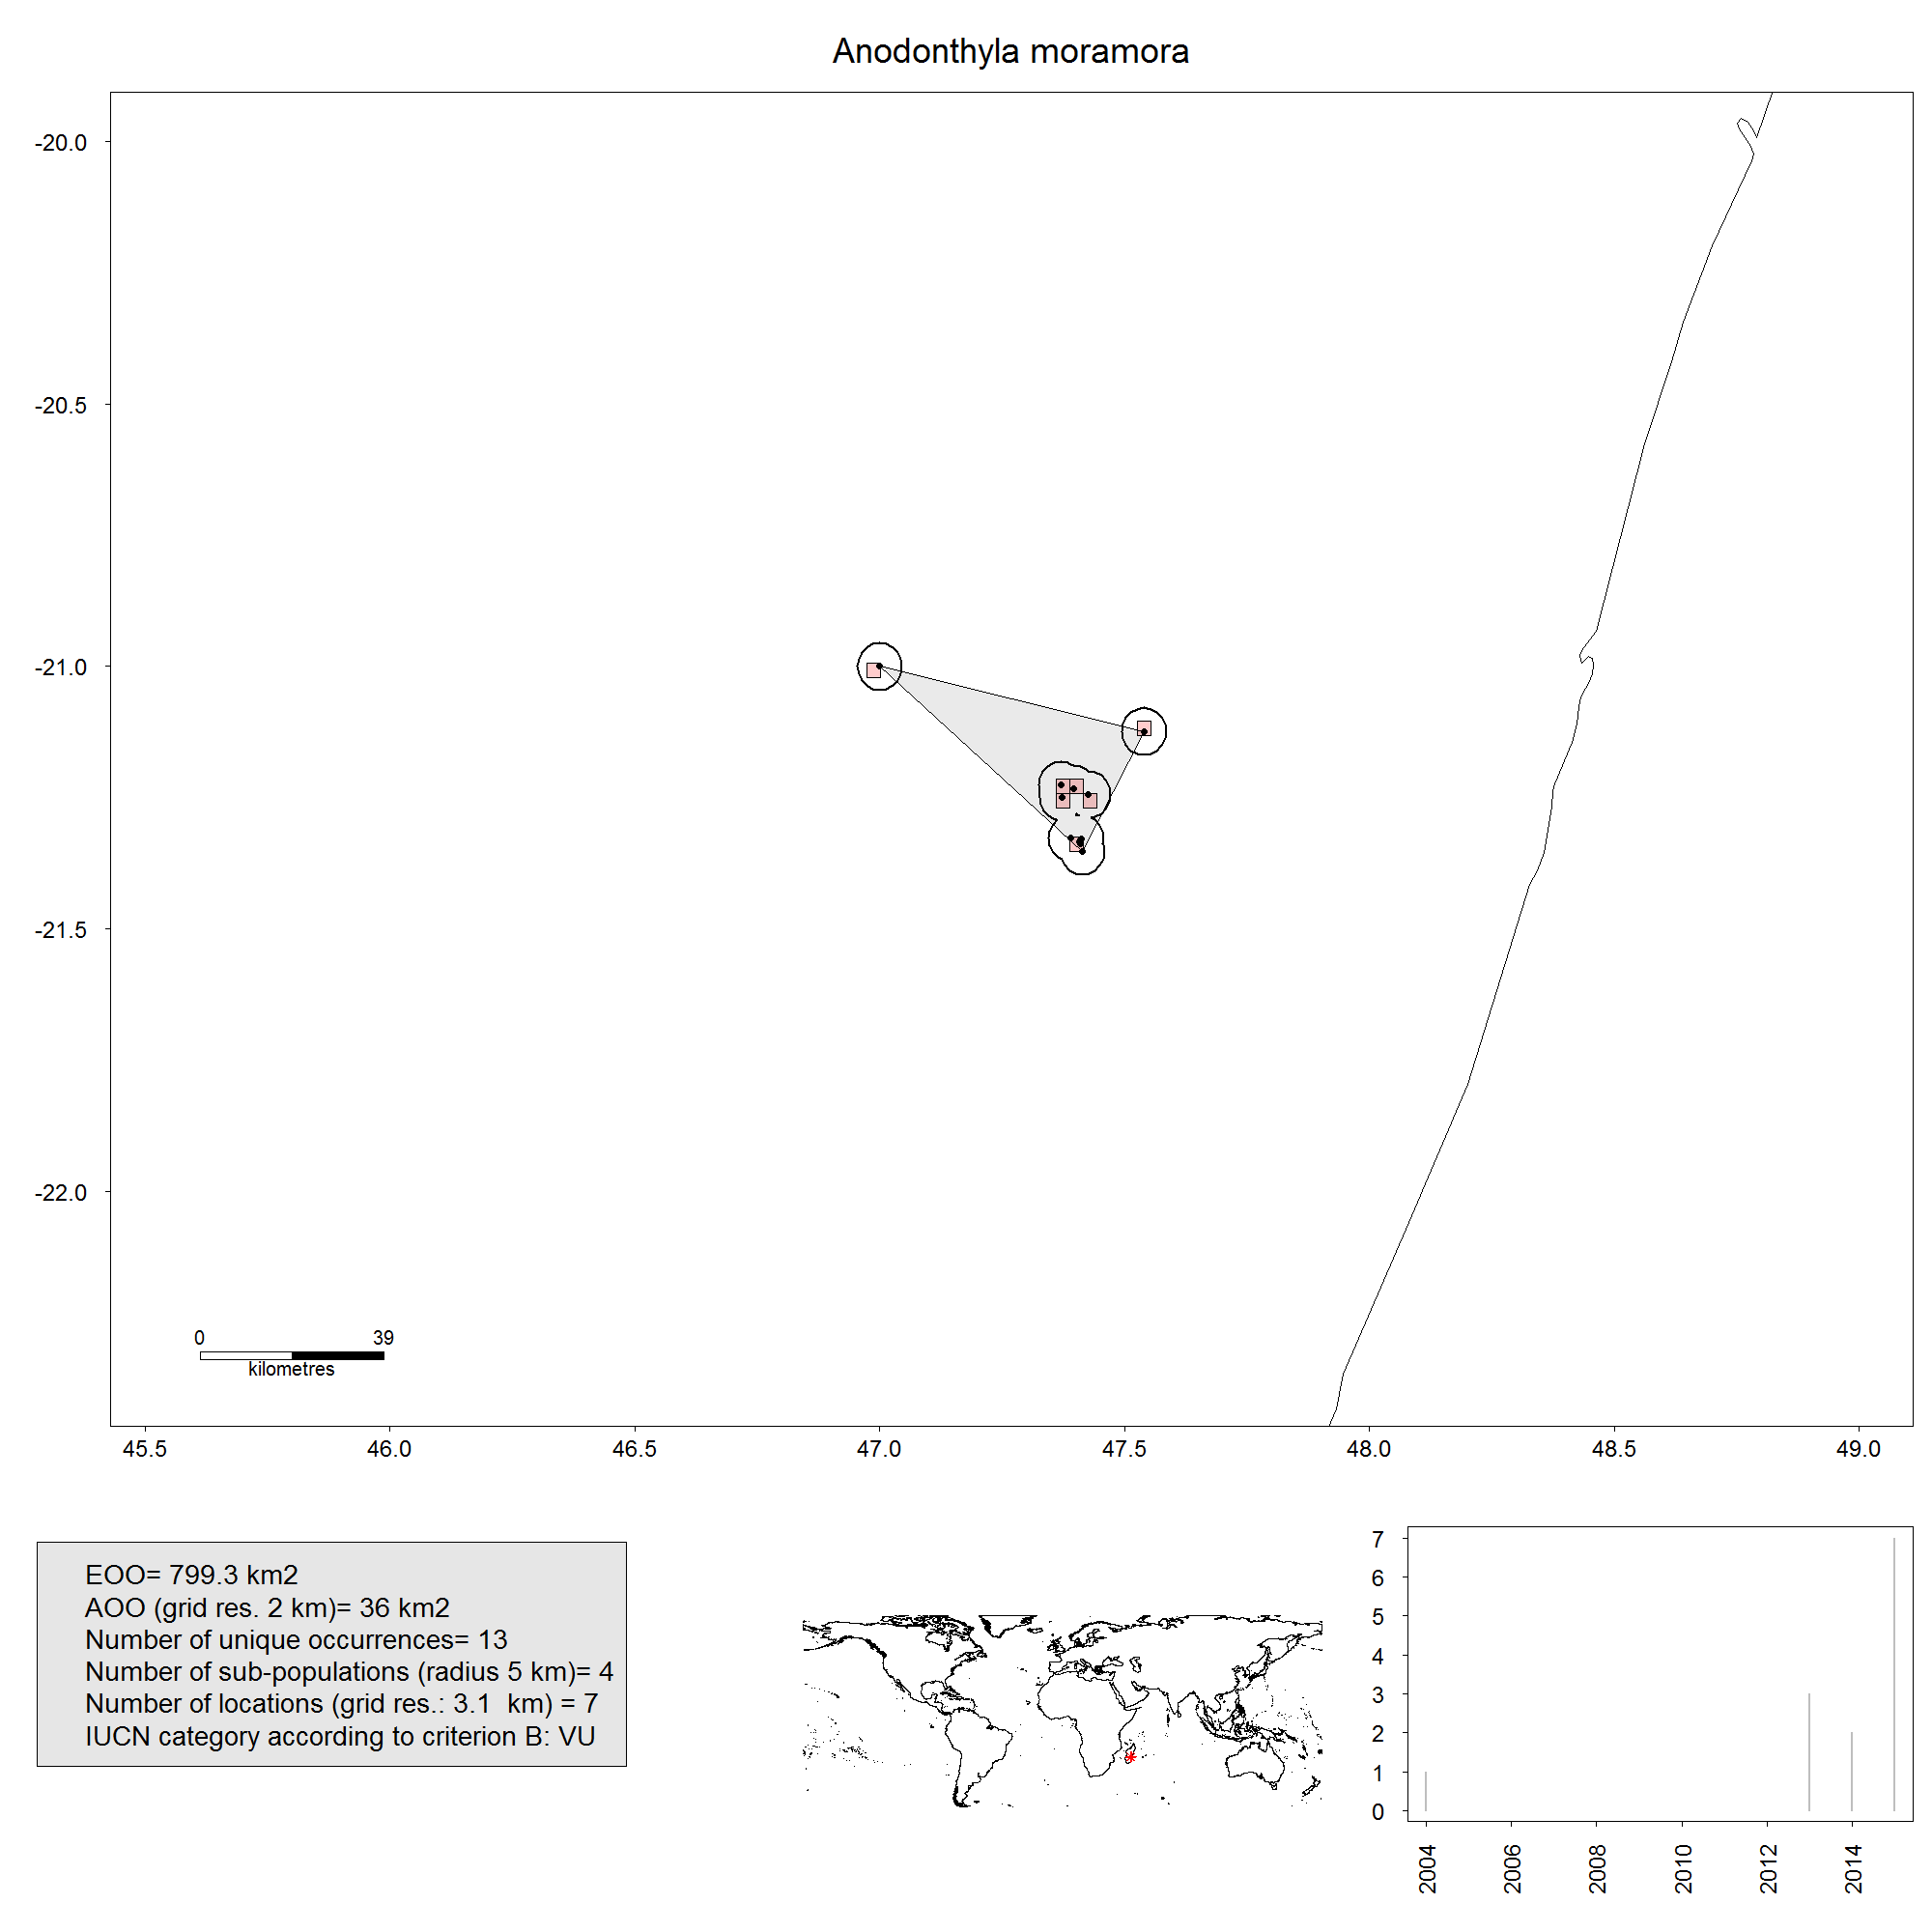 Anodonthyla moramora
-20.0
-20.5
-21.0
-21.5
-22.0
0 39
kilometres
45.5 46.0 46.5 47.0 47.5 48.0 48.5 49.0
EOO= 799.3 km2
AOO (grid res. 2 km)= 36 km2
Number of unique occurrences= 13
Number of sub-populations (radius 5 km)= 4
Number of locations (grid res.: 3.1  km) = 7
IUCN category according to criterion B: VU
7
6
5
4
3
2
1
0
2004 2006 2008 2010 2012 2014